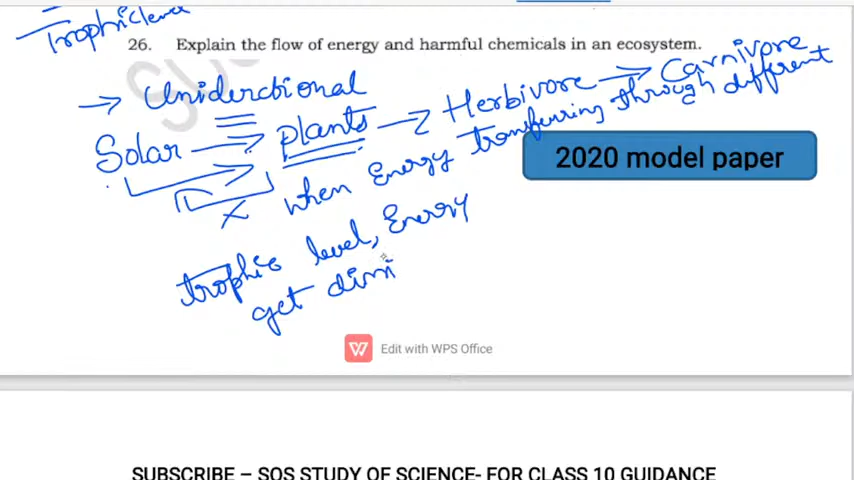 Trophiclevel
26. Explain the flow of energy and harmful chemicals in an ecosystem.
→ Uniderctional
Solar → Plants → Herbivore → Carnivore
2020 model paper
X when Energy transferring through different
trophic level, Energy
get dimi
Edit with WPS Office
SUBSCRIBE – SOS STUDY OF SCIENCE- FOR CLASS 10 GUIDANCE